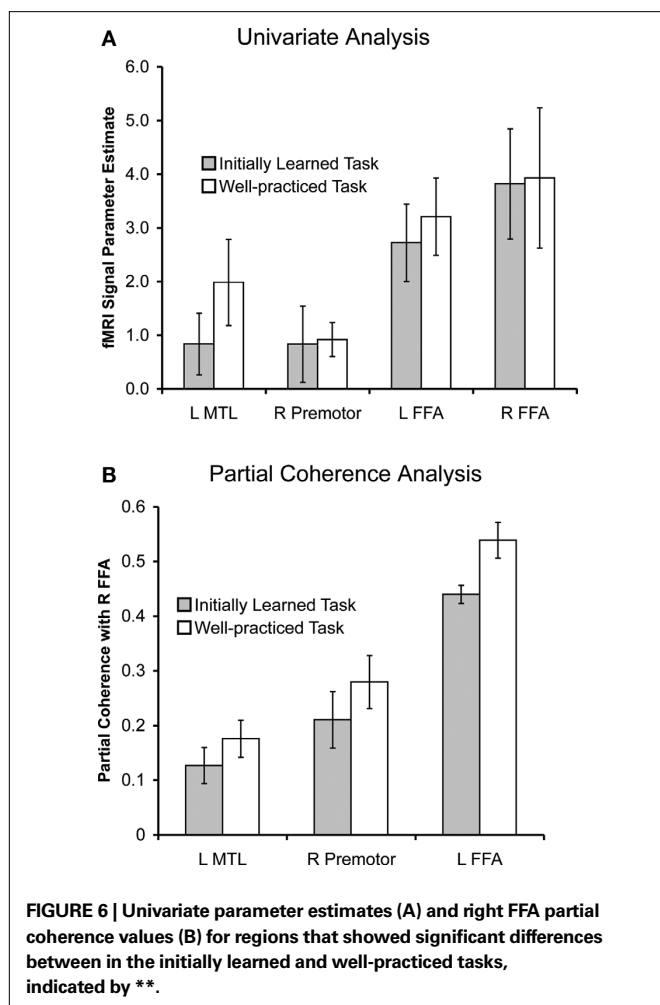 A Univariate Analysis
fMRI Signal Parameter Estimate
6.0
5.0
4.0
3.0
2.0
1.0
0.0
Initially Learned Task
Well-practiced Task
L MTL R Premotor L FFA R FFA
B Partial Coherence Analysis
Partial Coherence with R FFA
0.6
0.5
0.4
0.3
0.2
0.1
0
Initially Learned Task
Well-practiced Task
L MTL R Premotor L FFA
FIGURE 6 | Univariate parameter estimates (A) and right FFA partial
coherence values (B) for regions that showed significant differences
between in the initially learned and well-practiced tasks,
indicated by **.